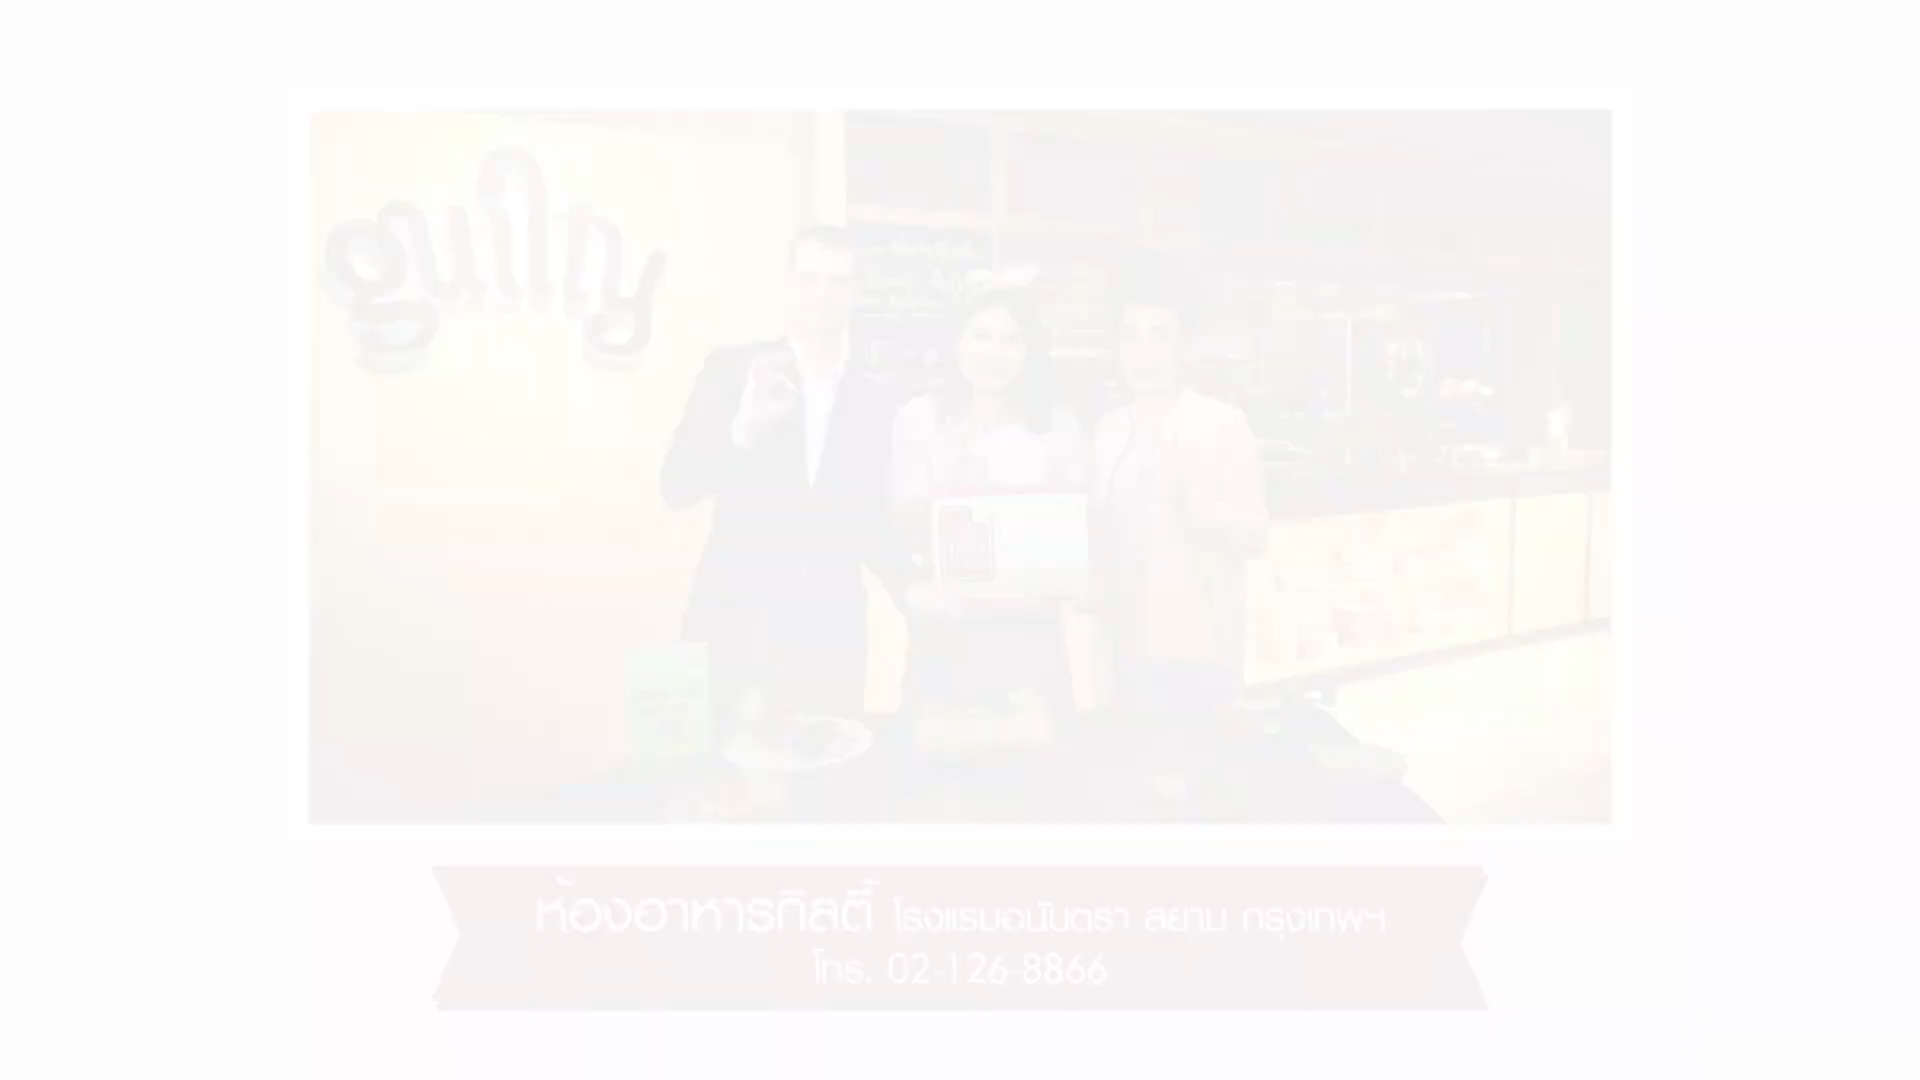 guilty
ห้องอาหารกิลตี้ โรงแรมอนันตรา สยาม กรุงเทพฯ
โทร. 02-126-8866